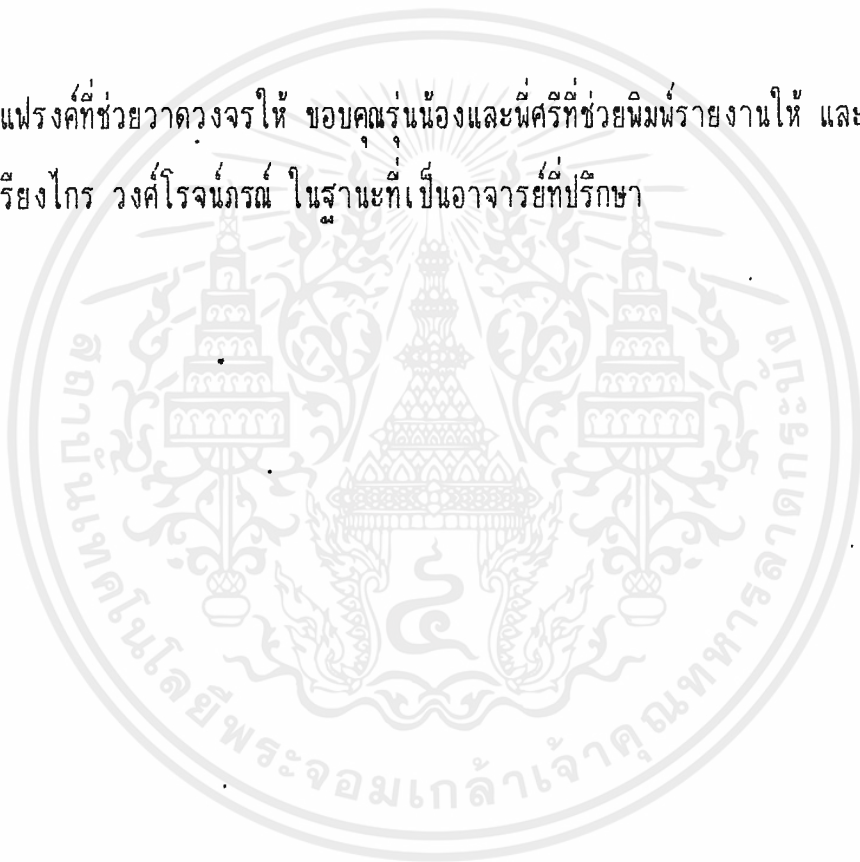 แฟรงค์ที่ช่วยวาดวงจรให้ ขอบคุณรุ่นน้องและพี่ศรีที่ช่วยพิมพ์รายงานให้ และ
รียงไกร วงศ์โรจน์ภรณ์ ในฐานะที่เป็นอาจารย์ที่ปรึกษา
สถาบันเทคโนโลยีพระจอมเกล้าเจ้าคุณทหารลาดกระบัง